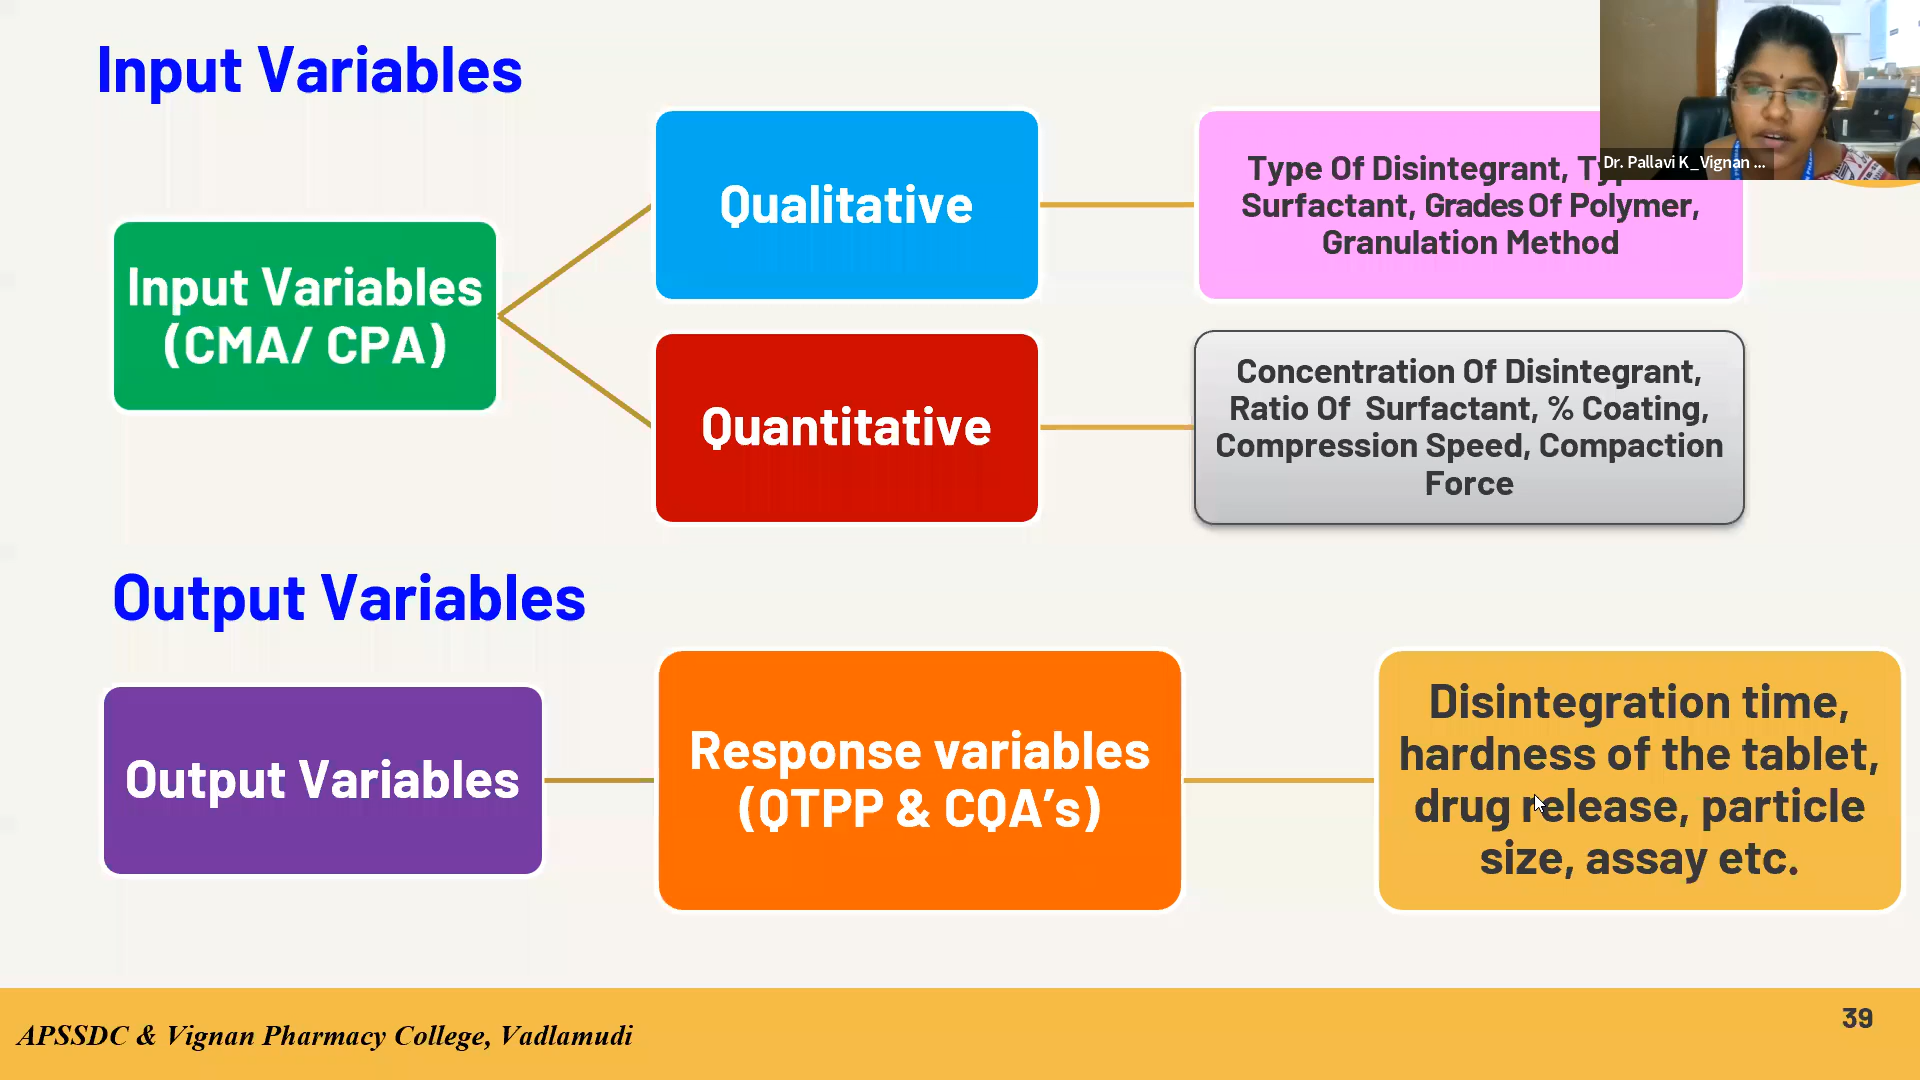 Input Variables
Input Variables
(CMA/ CPA)
Qualitative
Type Of Disintegrant,
Surfactant, Grades Of Polymer,
Granulation Method
Dr. Pallavi K_Vignan ...
Quantitative
Concentration Of Disintegrant,
Ratio Of Surfactant, % Coating,
Compression Speed, Compaction
Force
Output Variables
Output Variables
Response variables
(QTPP & CQA's)
Disintegration time,
hardness of the tablet,
drug release, particle
size, assay etc.
APSSDC & Vignan Pharmacy College, Vadlamudi
39